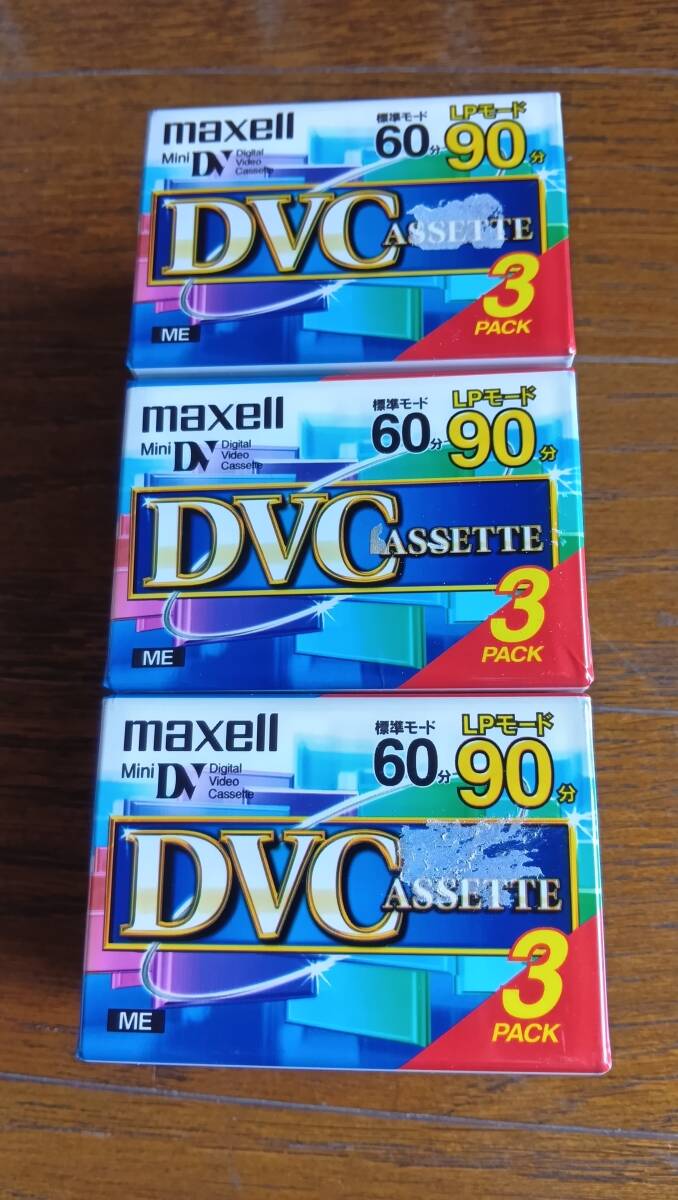 maxell
標準モード LPモード
60分 90分
Mini DV Digital
Video
Cassette
DVCASSETTE
3
PACK
ME
maxell
標準モード LPモード
60分 90分
Mini DV Digital
Video
Cassette
DVCASSETTE
3
PACK
ME
maxell
標準モード LPモード
60分 90分
Mini DV Digital
Video
Cassette
DVCASSETTE
3
PACK
ME